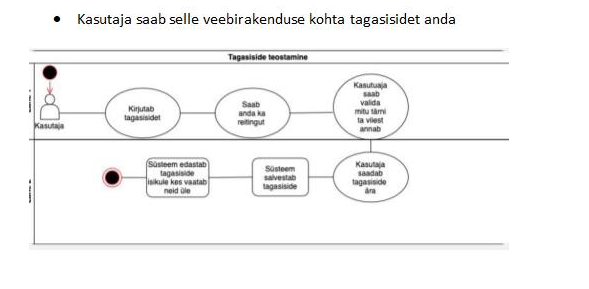 • Kasutaja saab selle veebirakenduse kohta tagasisidet anda
Tagasiside teostamine
Kasutaja
Kirjutab
tagasisidet
Saab
anda ka
reitingut
Kasutuaja
saab
valida
mitu tärni
ta viiest
annab
Süsteem edastab
tagasiside
isikule kes vaatab
neid üle
Süsteem
salvestab
tagasiside
Kasutaja
saadab
tagasiside
ära